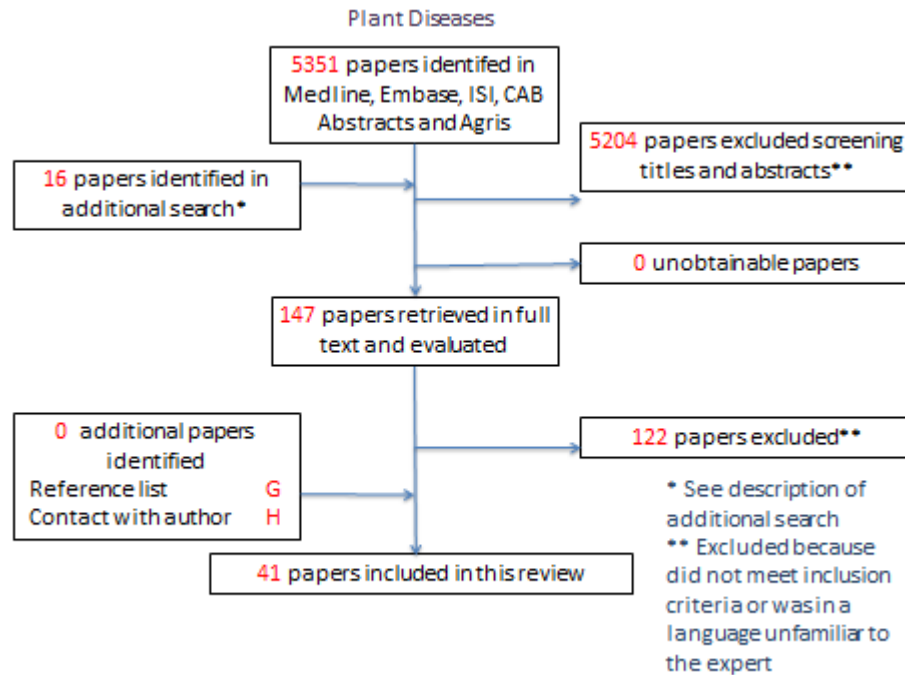 Plant Diseases
5351 papers identifed in
Medline, Embase, ISI, CAB
Abstracts and Agris
5204 papers excluded screening
titles and abstracts**
16 papers identified in
additional search*
0 unobtainable papers
147 papers retrieved in full
text and evaluated
0 additional papers
identified
Reference list G
Contact with author H
122 papers excluded**
* See description of
additional search
** Excluded because
did not meet inclusion
criteria or was in a
language unfamiliar to
the expert
41 papers included in this review